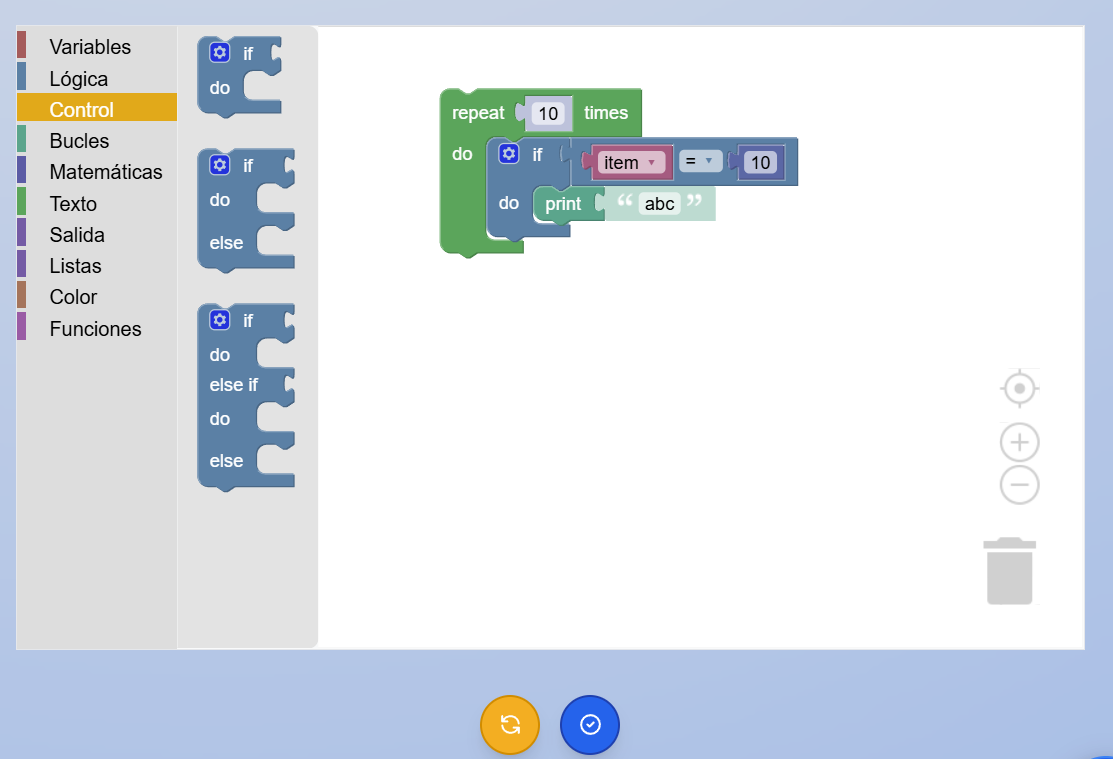 Variables
Lógica
Control
Bucles
Matemáticas
Texto
Salida
Listas
Color
Funciones
if
do
if
do
else
if
do
else if
do
else
repeat 10 times
do if item = 10
do print “ abc ”